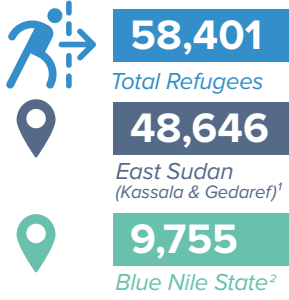 58,401
Total Refugees
48,646
East Sudan
(Kassala & Gedaref)¹
9,755
Blue Nile State²